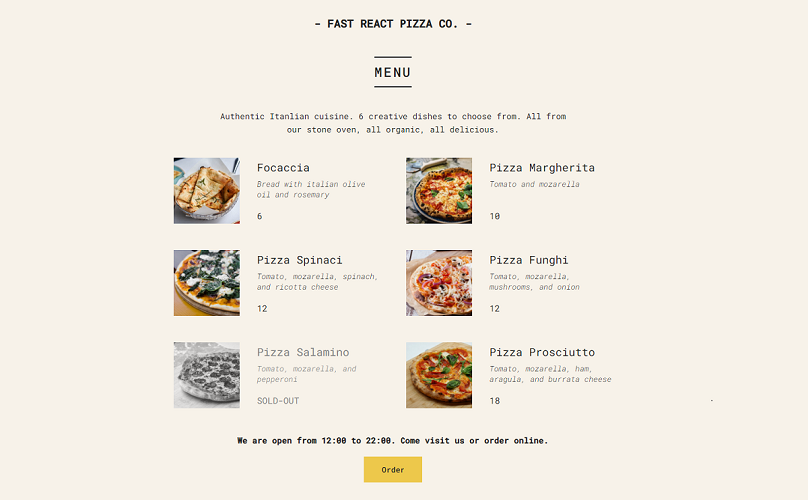 - FAST REACT PIZZA CO. -
MENU
Authentic Itanlian cuisine. 6 creative dishes to choose from. All from
our stone oven, all organic, all delicious.
Focaccia
Bread with italian olive
oil and rosemary
6
Pizza Margherita
Tomato and mozarella
10
Pizza Spinaci
Tomato, mozarella, spinach,
and ricotta cheese
12
Pizza Funghi
Tomato, mozarella,
mushrooms, and onion
12
Pizza Salamino
Tomato, mozarella, and
pepperoni
SOLD-OUT
Pizza Prosciutto
Tomato, mozarella, ham,
aragula, and burrata cheese
18
We are open from 12:00 to 22:00. Come visit us or order online.
Order